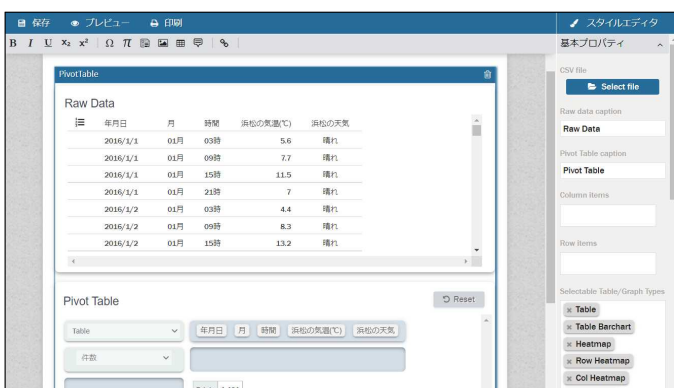 保存 プレビュー 印刷 スタイルエディタ
B I U x₂ x² Ω π 基本プロパティ
PivotTable
Raw Data
年月日 月 時間 浜松の気温(℃) 浜松の天気
2016/1/1 01月 03時 5.6 晴れ
2016/1/1 01月 09時 7.7 晴れ
2016/1/1 01月 15時 11.5 晴れ
2016/1/1 01月 21時 7 晴れ
2016/1/2 01月 03時 4.4 晴れ
2016/1/2 01月 09時 8.3 晴れ
2016/1/2 01月 15時 13.2 晴れ
Pivot Table Reset
Table 年月日 月 時間 浜松の気温(℃) 浜松の天気
件数
CSV file
Select file
Raw data caption
Raw Data
Pivot Table caption
Pivot Table
Column items
Row items
Selectable Table/Graph Types
× Table
× Table Barchart
× Heatmap
× Row Heatmap
× Col Heatmap